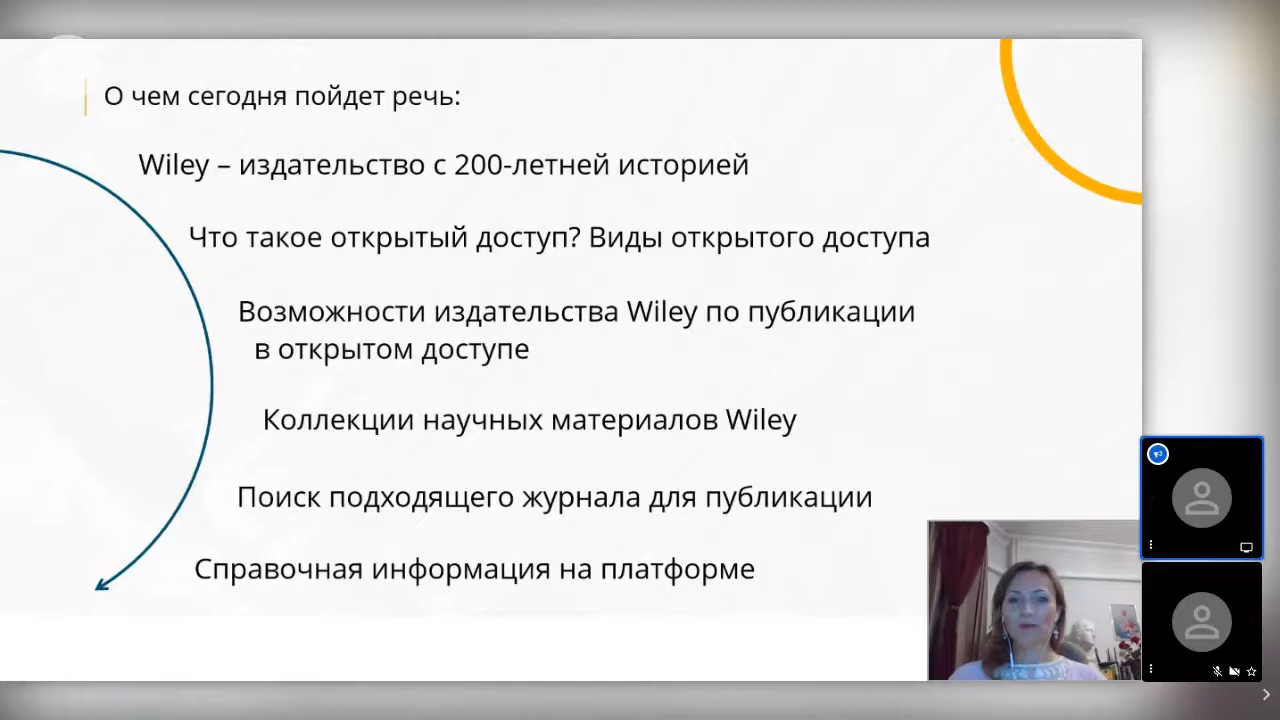 О чем сегодня пойдет речь:
Wiley – издательство с 200-летней историей
Что такое открытый доступ? Виды открытого доступа
Возможности издательства Wiley по публикации
в открытом доступе
Коллекции научных материалов Wiley
Поиск подходящего журнала для публикации
Справочная информация на платформе